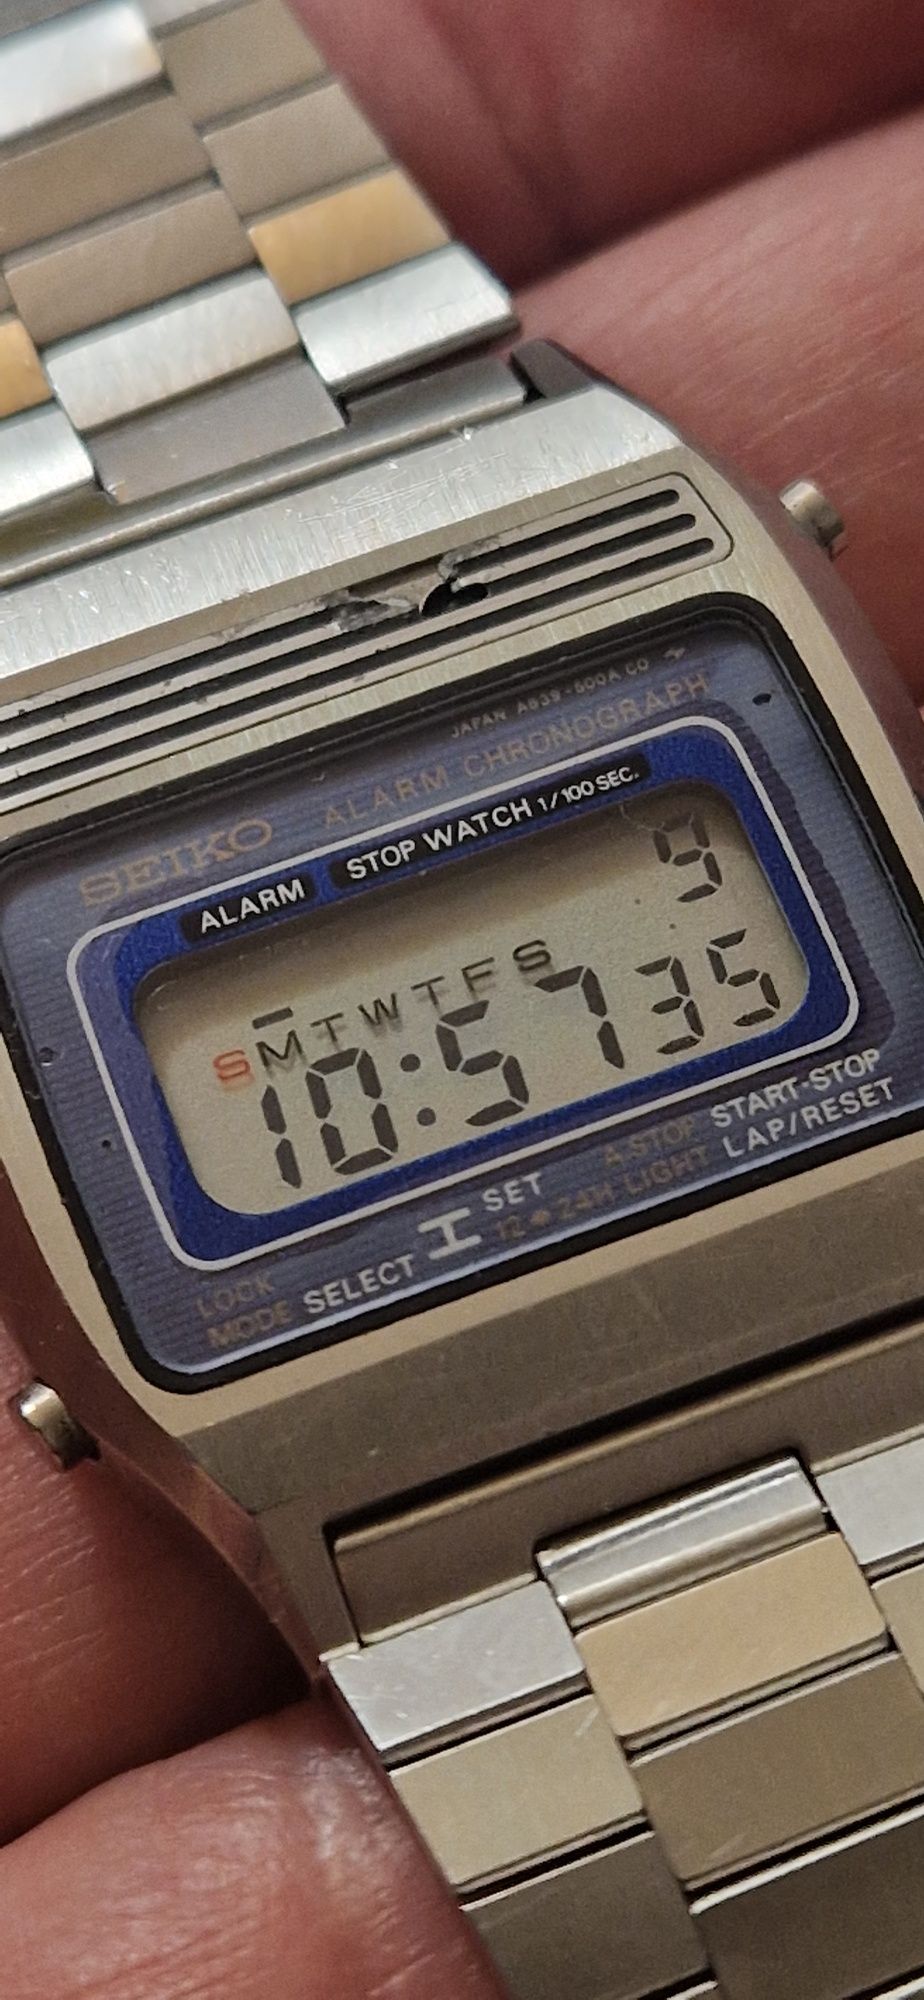 JAPAN A639-500A CO
SEIKO ALARM CHRONOGRAPH
ALARM STOP WATCH 1/100 SEC.
9
S M T W T F S
10:57 35
LOCK SELECT SET A.STOP START-STOP
MODE 12↔24H LIGHT LAP/RESET